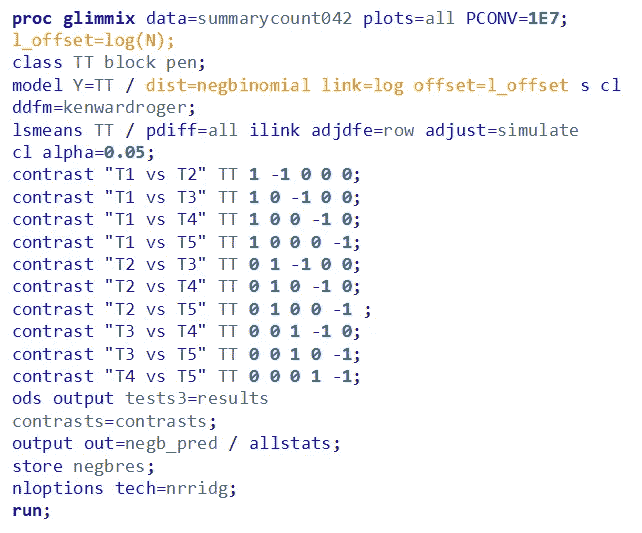 proc glimmix data=summarycount042 plots=all PCONV=1E7;
l_offset=log(N);
class TT block pen;
model Y=TT / dist=negbinomial link=log offset=l_offset s cl
ddfm=kenwardroger;
lsmeans TT / pdiff=all ilink adjdfe=row adjust=simulate
cl alpha=0.05;
contrast "T1 vs T2" TT 1 -1 0 0 0;
contrast "T1 vs T3" TT 1 0 -1 0 0;
contrast "T1 vs T4" TT 1 0 0 -1 0;
contrast "T1 vs T5" TT 1 0 0 0 -1;
contrast "T2 vs T3" TT 0 1 -1 0 0;
contrast "T2 vs T4" TT 0 1 0 -1 0;
contrast "T2 vs T5" TT 0 1 0 0 -1 ;
contrast "T3 vs T4" TT 0 0 1 -1 0;
contrast "T3 vs T5" TT 0 0 1 0 -1;
contrast "T4 vs T5" TT 0 0 0 1 -1;
ods output tests3=results
contrasts=contrasts;
output out=negb_pred / allstats;
store negbres;
nloptions tech=nrridg;
run;